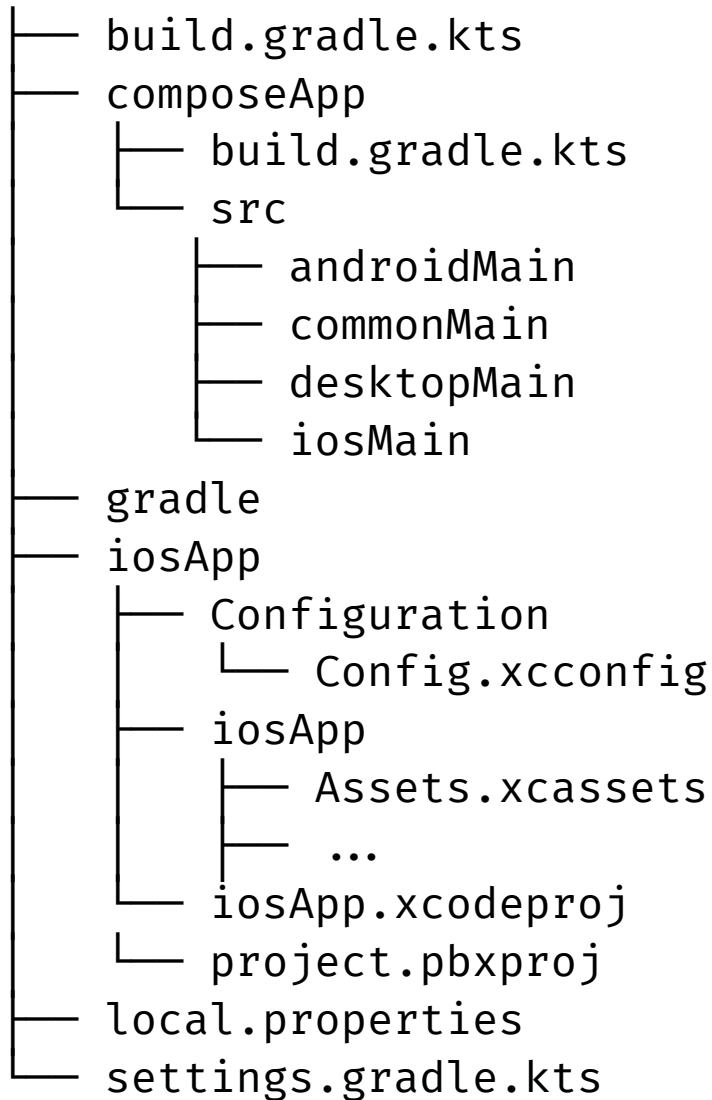 build.gradle.kts
composeApp
build.gradle.kts
src
androidMain
commonMain
desktopMain
iosMain
gradle
iosApp
Configuration
Config.xcconfig
iosApp
Assets.xcassets
...
iosApp.xcodeproj
project.pbxproj
local.properties
settings.gradle.kts